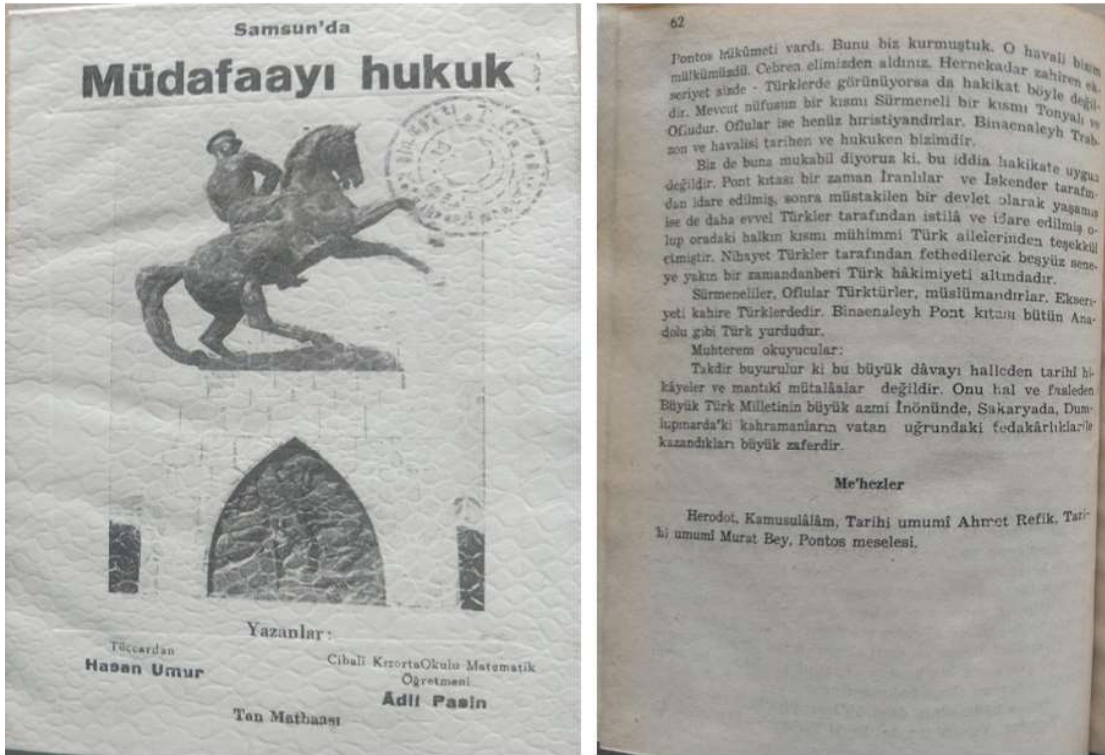 Samsun'da
Müdafaayı hukuk
Yazanlar:
Tüccardan
Hasan Umur
Cibali KızortaOkulu Matematik
Öğretmeni
Âdil Pasin
Tan Matbaası
62
Pontos hükûmeti vardı. Bunu biz kurmuştuk. O havali bizim
mülkümüzdü. Cebren elimizden aldınız. Hernekadar zahiren ek-
seriyet sizde - Türklerde görünüyorsa da hakikat böyle değil-
dir. Mevcut nüfusun bir kısmı Sürmeneli bir kısmı Tonyalı ve
Ofludur. Oflular ise henüz hıristiyandırlar. Binaenaleyh Trab-
zon ve havalisi tarihen ve hukuken bizimdir.
Biz de buna mukabil diyoruz ki, bu iddia hakikate uygun
değildir. Pont kıtası bir zaman İranlılar ve İskender tarafın-
dan idare edilmiş, sonra müstakilen bir devlet olarak yaşamış
ise de daha evvel Türkler tarafından istilâ ve idare edilmiş o-
lup oradaki halkın kısmı mühimmi Türk ailelerinden teşekkül
etmiştir. Nihayet Türkler tarafından fethedilerek beşyüz sene-
ye yakın bir zamandanberi Türk hâkimiyeti altındadır.
Sürmeneliler, Oflular Türktürler, müslümandırlar. Ekseri-
yeti kahire Türklerdedir. Binaenaleyh Pont kıtası bütün Ana-
dolu gibi Türk yurdudur.
Muhterem okuyucular:
Takdir buyurulur ki bu büyük dâvayı halleden tarihî hi-
kâyeler ve mantıkî mütalâalar değildir. Onu hal ve fasleden
Büyük Türk Milletinin büyük azmi İnönünde, Sakaryada, Dum-
lupınarda'ki kahramanların vatan uğrundaki fedakârlıklarile
kazandıkları büyük zaferdir.
Me'hezler
Herodot, Kamusulâlâm, Tarihi umumî Ahmet Refik, Tari-
hi umumî Murat Bey, Pontos meselesi.